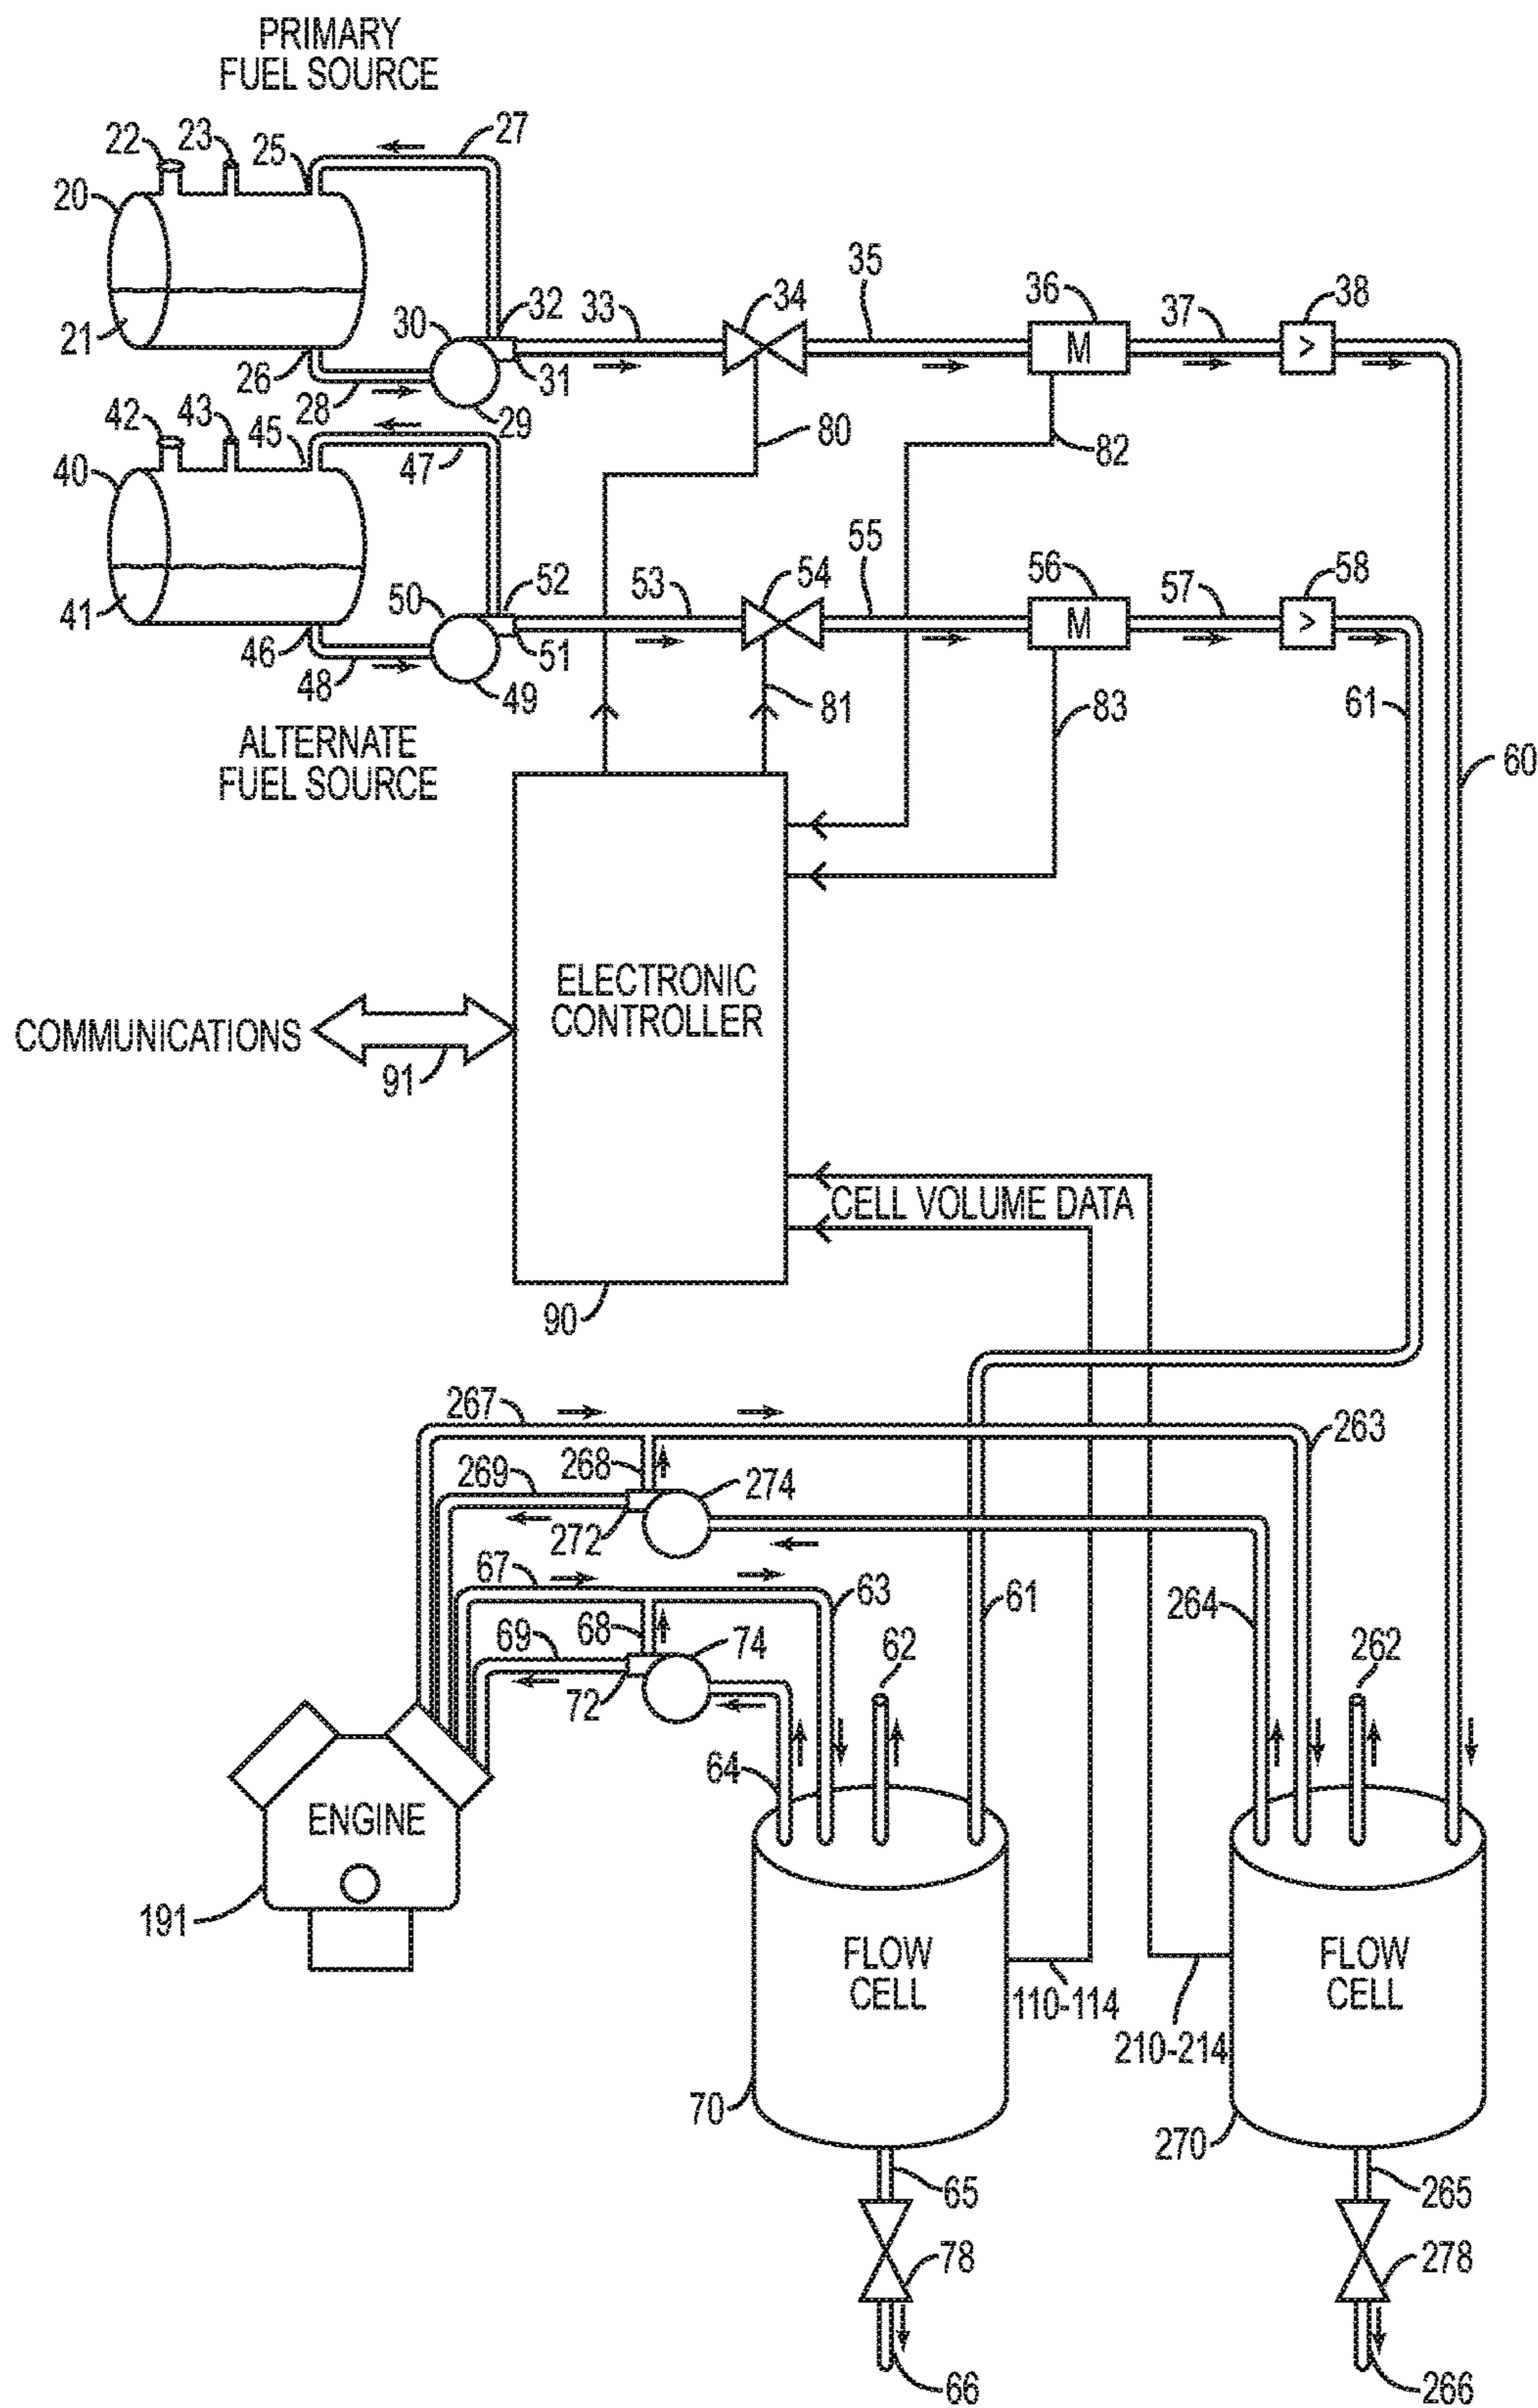 PRIMARY
FUEL SOURCE
22 23 25 27
20
21
26 28 30 32 31 29
33 34 35 36 37 38
M >
42 43 45 47 80 82
40
41
46 48 50 52 51 49
53 54 55 56 57 58
M >
81 83 61 60
ALTERNATE
FUEL SOURCE
ELECTRONIC
CONTROLLER
COMMUNICATIONS
91
CELL VOLUME DATA
90
267 263
268
269 274
272
67 63 61 264
68
69 74 62 262
72
64
ENGINE
191
FLOW
CELL
FLOW
CELL
110-114
210-214
70 270
65 265
78 278
66 266